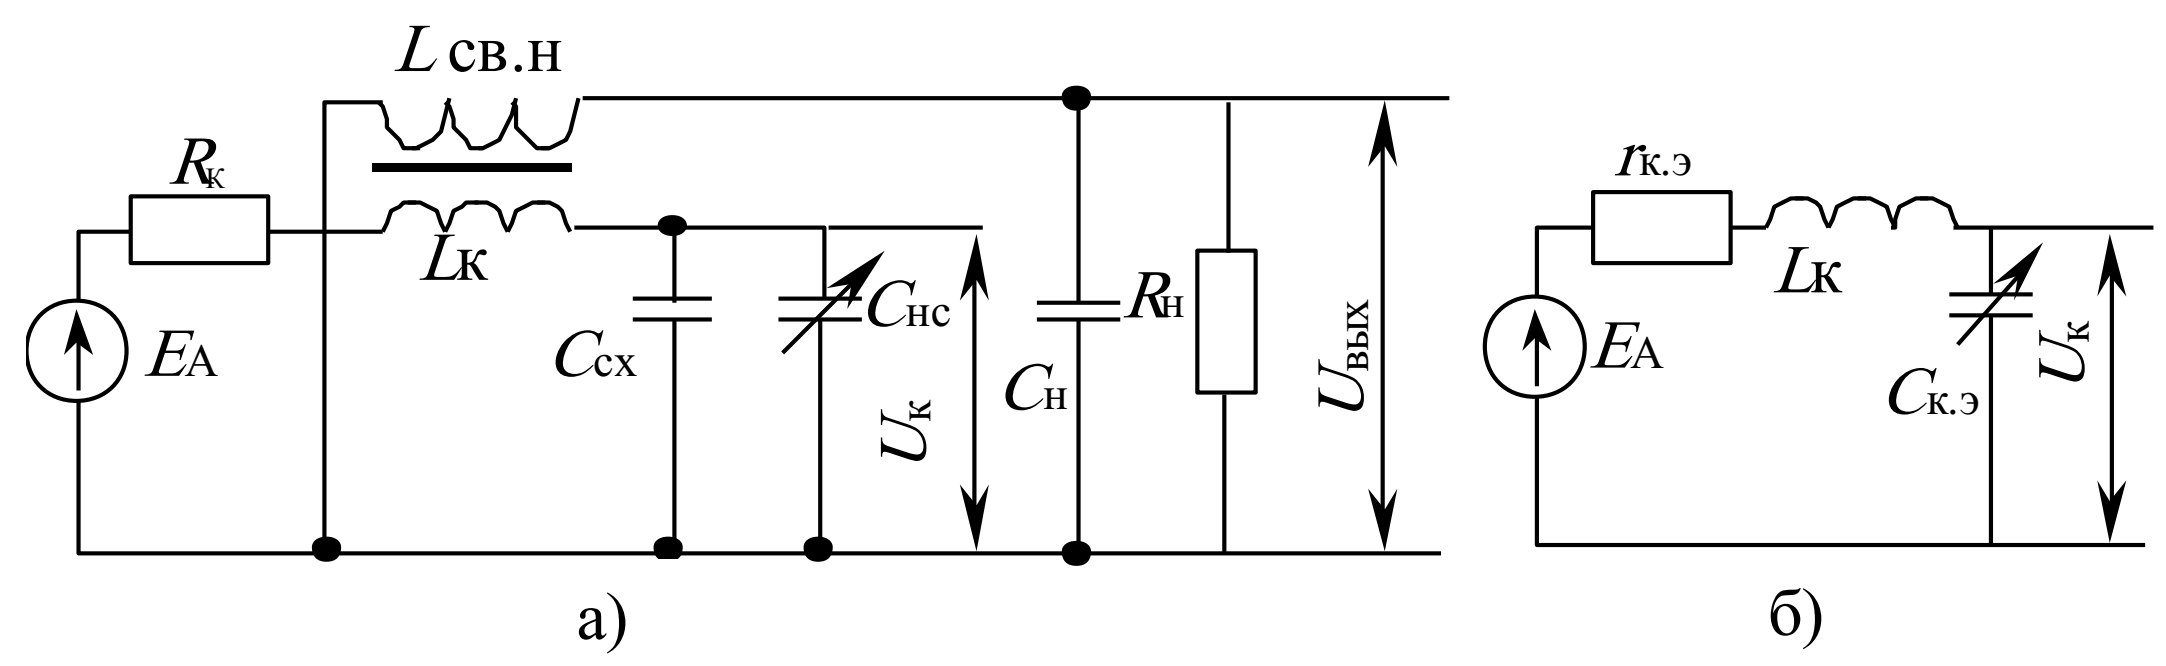 L св.н
Rк
Lк
EА
Cсх
Cнс
Uк
Cн
Rн
Uвых
а)
rк.э
Lк
EА
Cк.э
Uк
б)